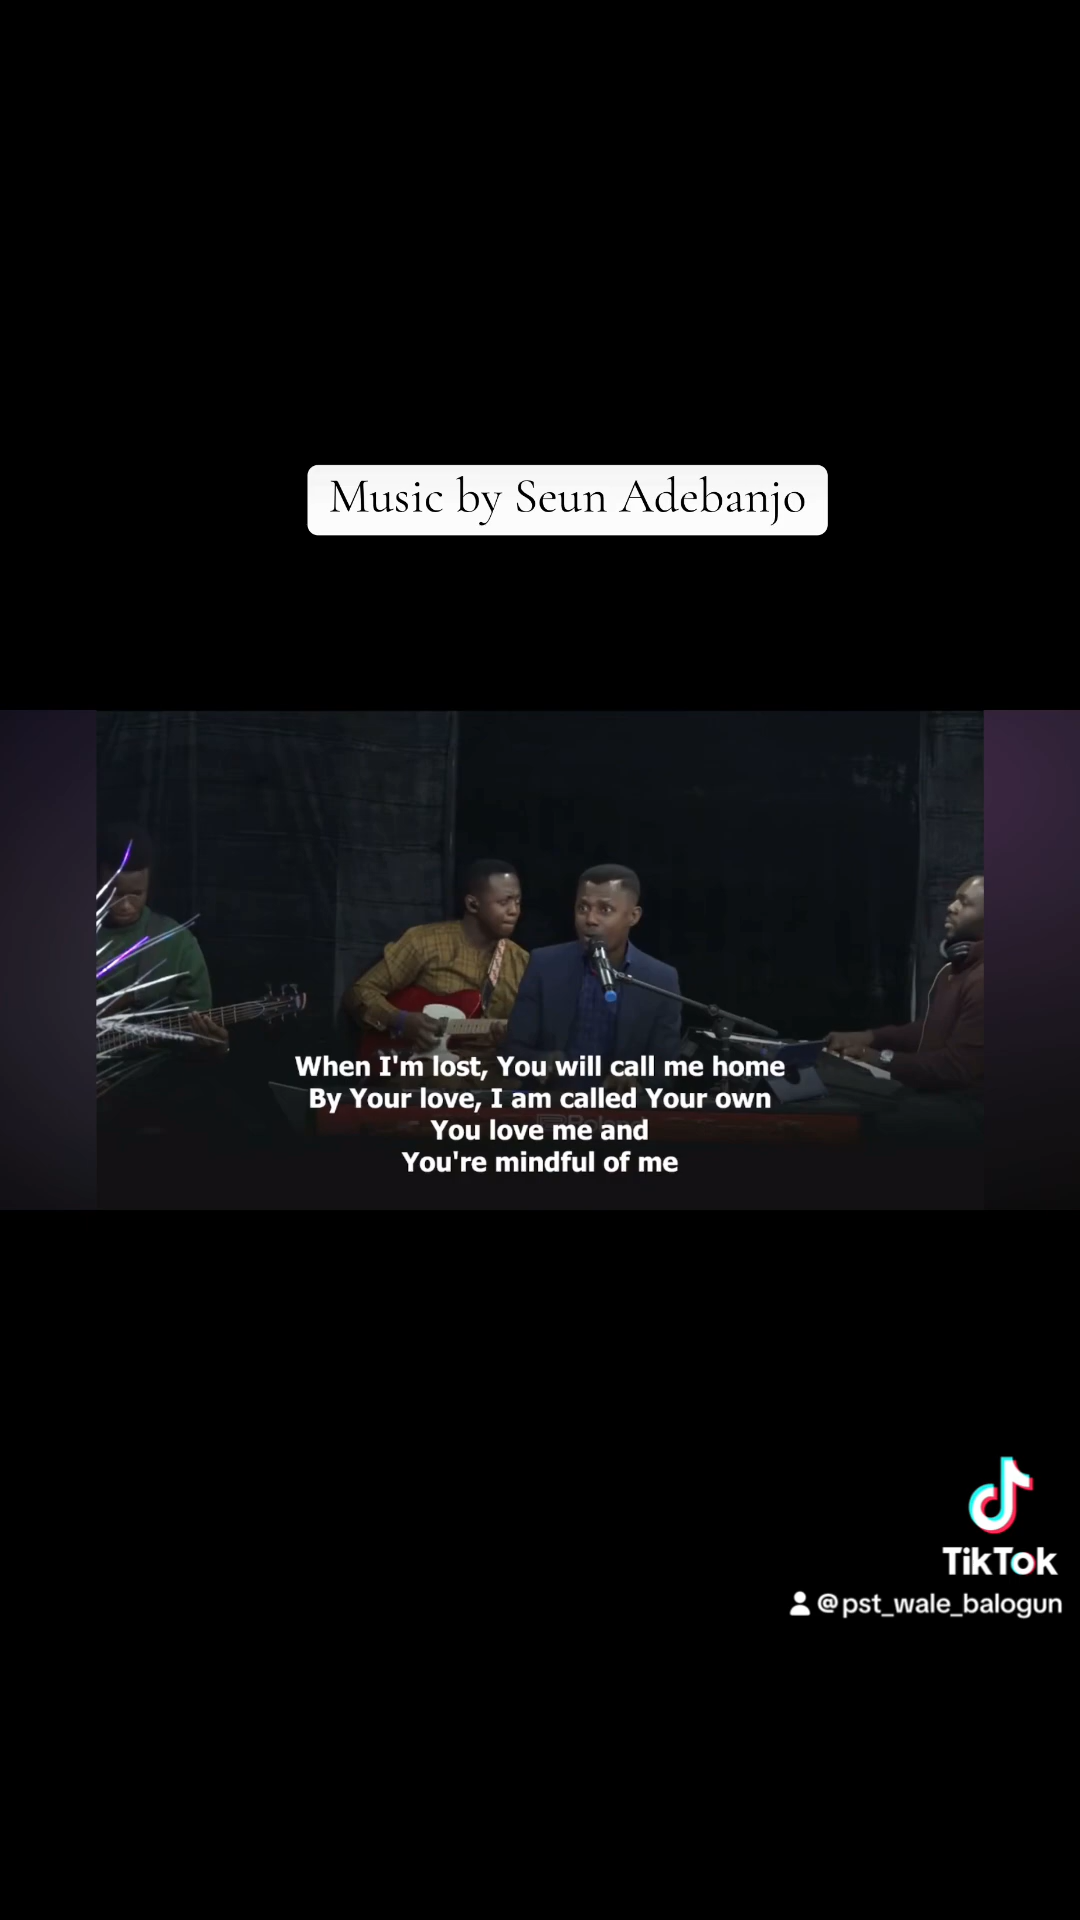 Music by Seun Adebanjo
When I'm lost, You will call me home
By Your love, I am called Your own
You love me and
You're mindful of me
TikTok
@pst_wale_balogun